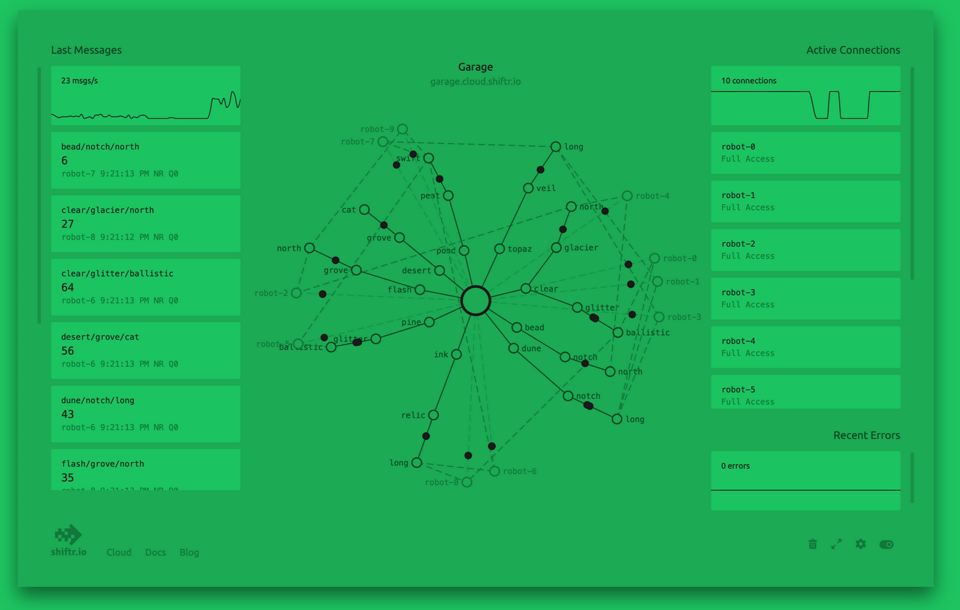 Last Messages
23 msgs/s
bead/notch/north
6
robot-7 9:21:13 PM NR Q0
clear/glacier/north
27
robot-8 9:21:12 PM NR Q0
clear/glitter/ballistic
64
robot-6 9:21:13 PM NR Q0
desert/grove/cat
56
robot-6 9:21:13 PM NR Q0
dune/notch/long
43
robot-6 9:21:13 PM NR Q0
flash/grove/north
35
Garage
garage.cloud.shiftr.io
robot-9
robot-7
swift
long
peat
veil
robot-4
cat
north
grove
north
pond
topaz
glacier
robot-0
grove
desert
flash
clear
robot-1
robot-2
glitter
robot-3
pine
bead
ballistic
glitter
ballistic
dune
ink
notch
north
notch
relic
long
long
robot-6
robot-8
Active Connections
10 connections
robot-0
Full Access
robot-1
Full Access
robot-2
Full Access
robot-3
Full Access
robot-4
Full Access
robot-5
Full Access
Recent Errors
0 errors
shiftr.io
Cloud
Docs
Blog